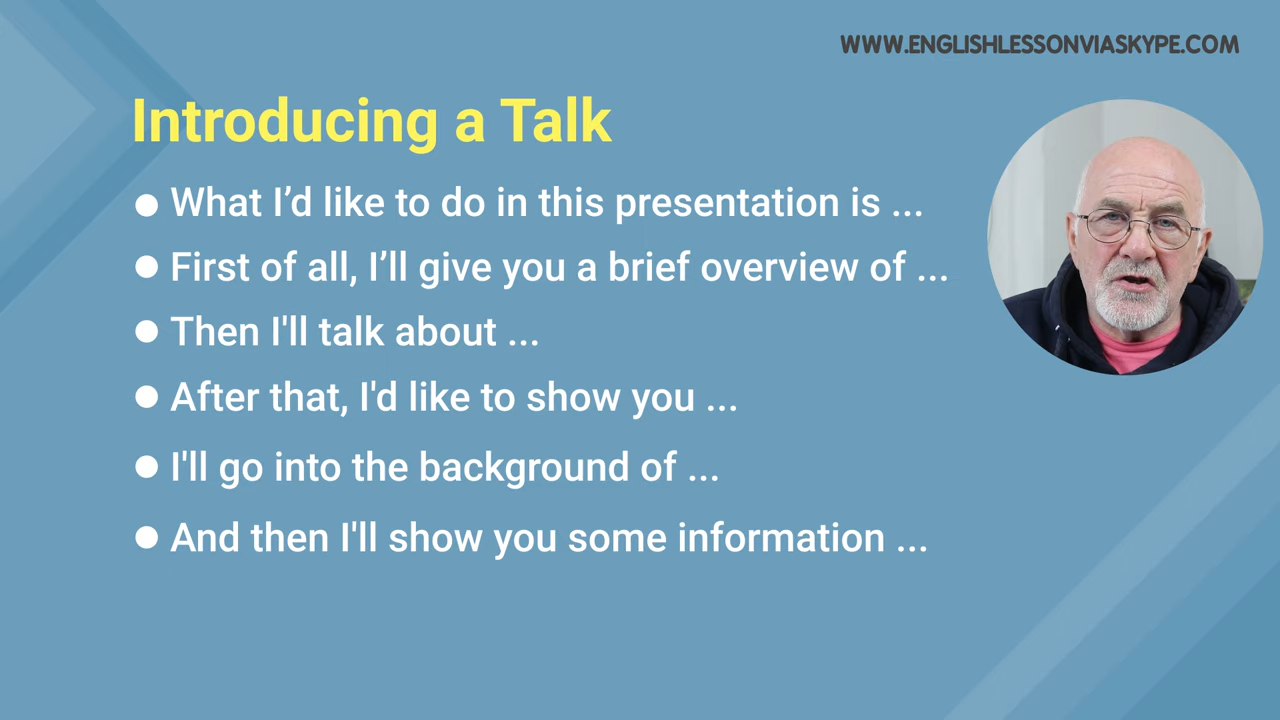 WWW.ENGLISHLESSONVIASKYPE.COM
Introducing a Talk
● What I’d like to do in this presentation is ...
● First of all, I’ll give you a brief overview of ...
● Then I'll talk about ...
● After that, I'd like to show you ...
● I'll go into the background of ...
● And then I'll show you some information ...